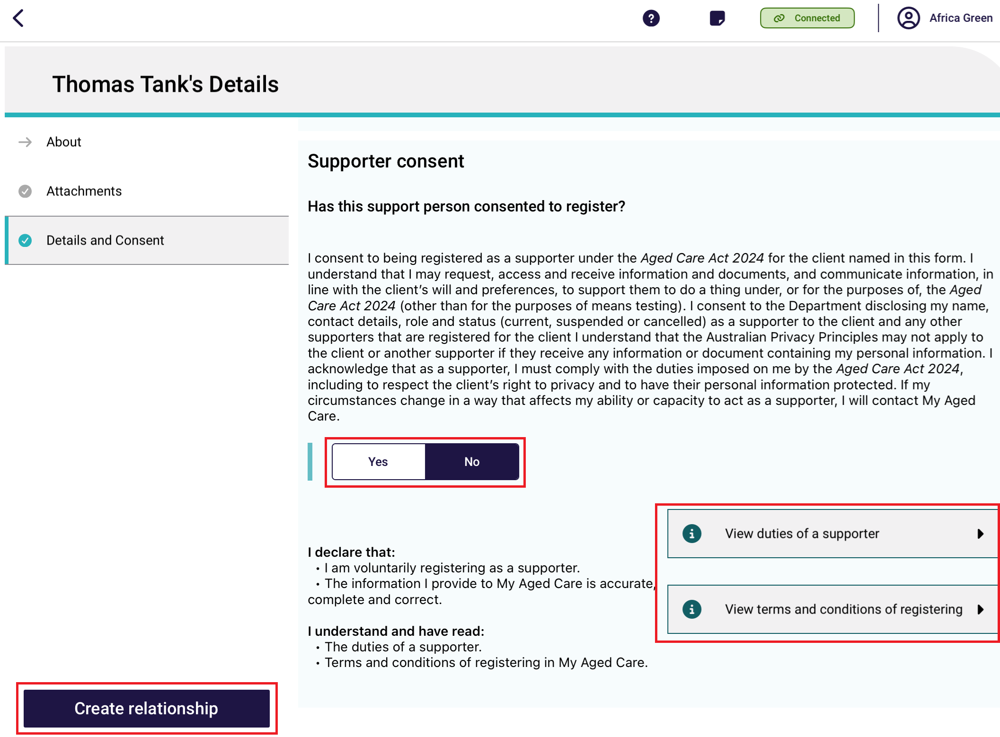 Connected
Africa Green
Thomas Tank's Details
About
Attachments
Details and Consent
Supporter consent
Has this support person consented to register?
I consent to being registered as a supporter under the Aged Care Act 2024 for the client named in this form. I
understand that I may request, access and receive information and documents, and communicate information, in
line with the client’s will and preferences, to support them to do a thing under, or for the purposes of, the Aged
Care Act 2024 (other than for the purposes of means testing). I consent to the Department disclosing my name,
contact details, role and status (current, suspended or cancelled) as a supporter to the client and any other
supporters that are registered for the client I understand that the Australian Privacy Principles may not apply to
the client or another supporter if they receive any information or document containing my personal information. I
acknowledge that as a supporter, I must comply with the duties imposed on me by the Aged Care Act 2024,
including to respect the client’s right to privacy and to have their personal information protected. If my
circumstances change in a way that affects my ability or capacity to act as a supporter, I will contact My Aged
Care.
Yes
No
View duties of a supporter
I declare that:
• I am voluntarily registering as a supporter.
• The information I provide to My Aged Care is accurate,
complete and correct.
View terms and conditions of registering
I understand and have read:
• The duties of a supporter.
• Terms and conditions of registering in My Aged Care.
Create relationship